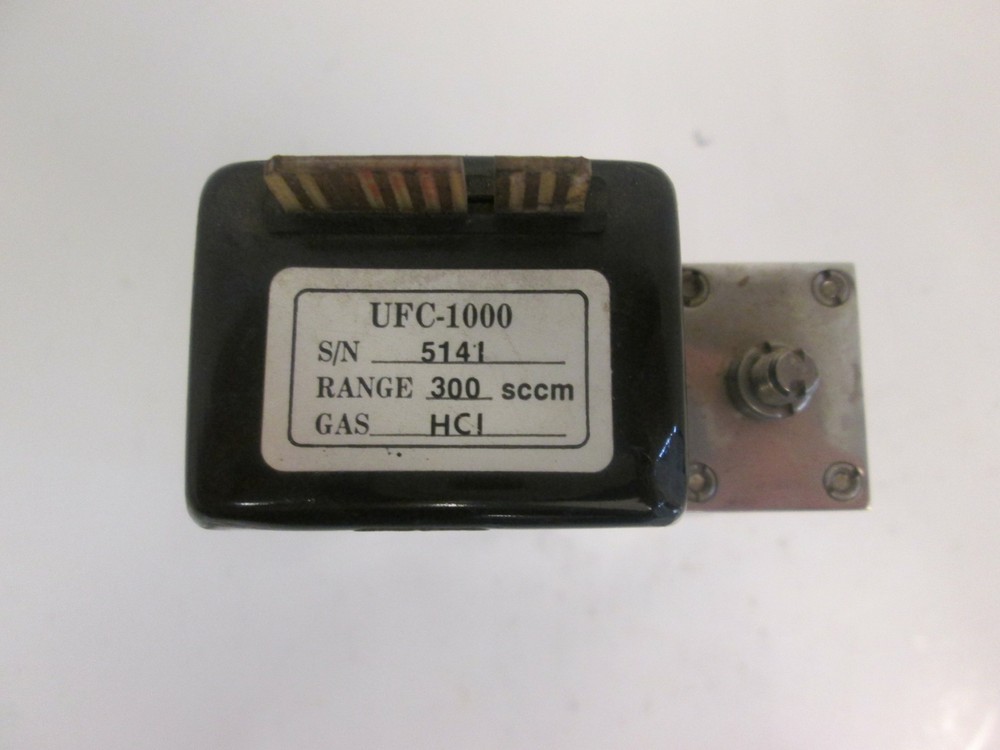 UFC-1000
S/N 5141
RANGE 300 sccm
GAS HCl